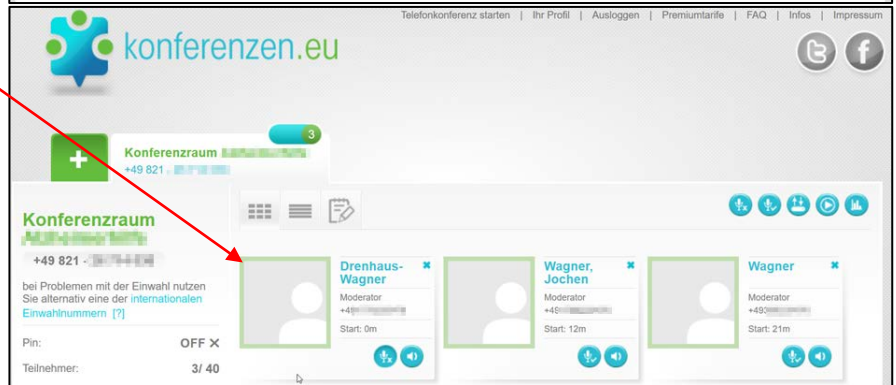 Telefonkonferenz starten | Ihr Profil | Ausloggen | Premiumtarife | FAQ | Infos | Impressum
konferenzen.eu
3
Konferenzraum
+49 821 -
Konferenzraum
+49 821 -
bei Problemen mit der Einwahl nutzen
Sie alternativ eine der internationalen
Einwahlnummern [?]
Pin: OFF ✕
Teilnehmer: 3/ 40
Drenhaus-
Wagner
Moderator
+49
Start: 0m
Wagner,
Jochen
Moderator
+49
Start: 12m
Wagner
Moderator
Start: 21m